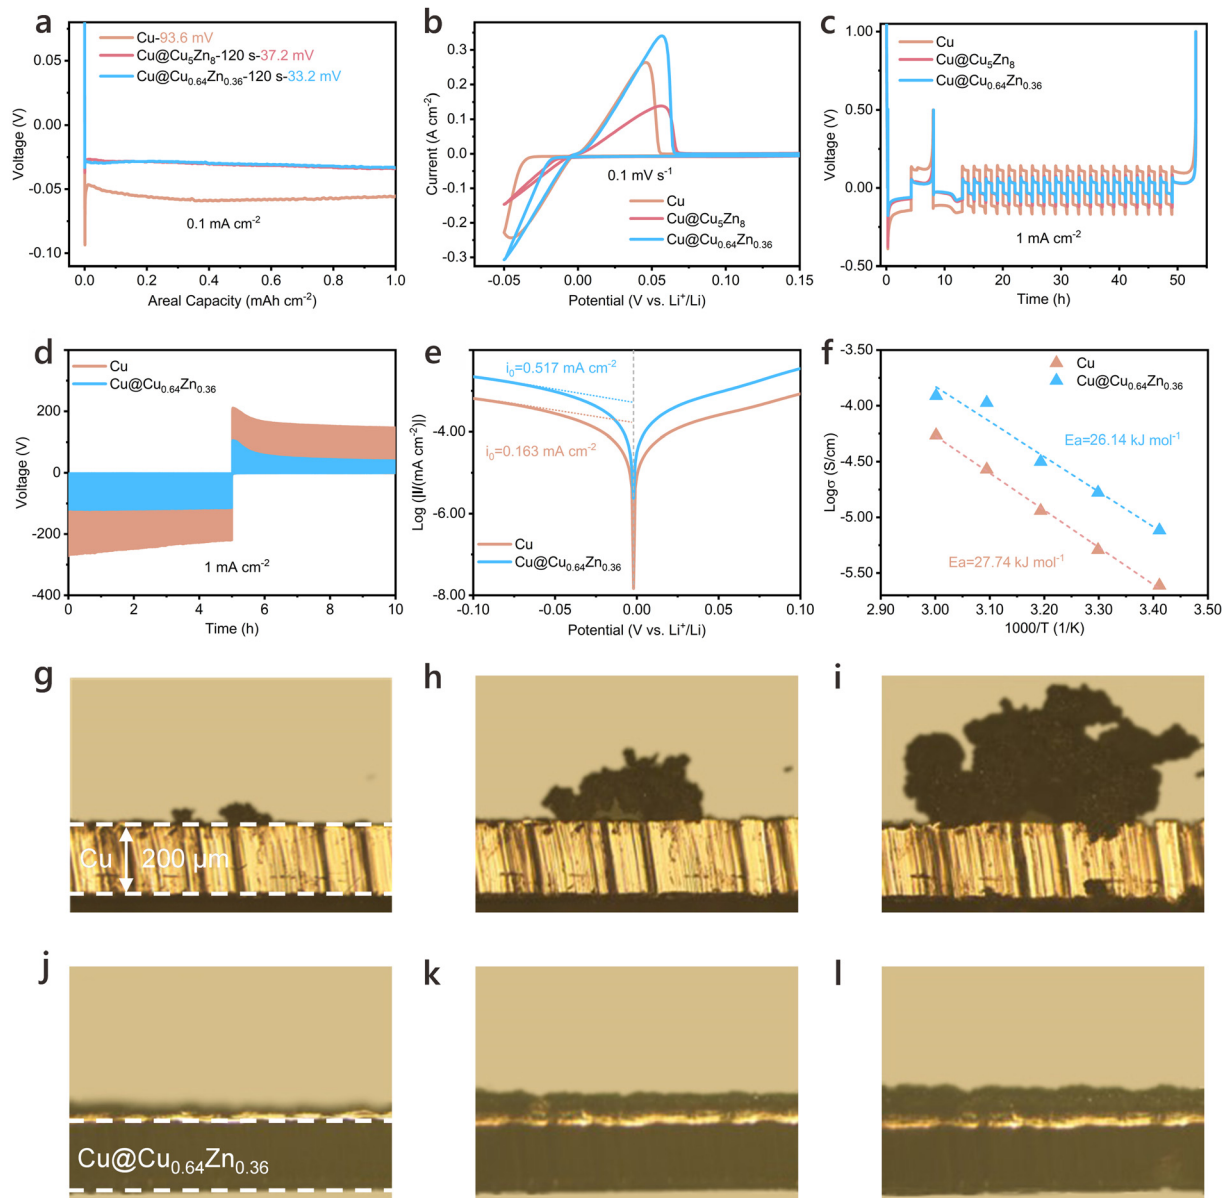 a
Cu-93.6 mV
Cu@Cu5Zn8-120 s-37.2 mV
Cu@Cu0.64Zn0.36-120 s-33.2 mV
0.05
0.00
-0.05
-0.10
Voltage (V)
0.1 mA cm-2
0.0 0.2 0.4 0.6 0.8 1.0
Areal Capacity (mAh cm-2)
b
0.3
0.2
0.1
0.0
-0.1
-0.2
-0.3
Current (A cm-2)
0.1 mV s-1
Cu
Cu@Cu5Zn8
Cu@Cu0.64Zn0.36
-0.05 0.00 0.05 0.10 0.15
Potential (V vs. Li+/Li)
c
Cu
Cu@Cu5Zn8
Cu@Cu0.64Zn0.36
1.00
0.50
0.00
-0.50
Voltage (V)
1 mA cm-2
0 10 20 30 40 50
Time (h)
d
Cu
Cu@Cu0.64Zn0.36
400
200
0
-200
-400
Voltage (V)
1 mA cm-2
0 2 4 6 8 10
Time (h)
e
i0=0.517 mA cm-2
i0=0.163 mA cm-2
-4.00
-6.00
-8.00
Log (|I/(mA cm-2)|)
Cu
Cu@Cu0.64Zn0.36
-0.10 -0.05 0.00 0.05 0.10
Potential (V vs. Li+/Li)
f
Cu
Cu@Cu0.64Zn0.36
-3.50
-4.00
-4.50
-5.00
-5.50
Logσ (S/cm)
Ea=26.14 kJ mol-1
Ea=27.74 kJ mol-1
2.90 3.00 3.10 3.20 3.30 3.40 3.50
1000/T (1/K)
g
Cu 200 μm
h
i
j
Cu@Cu0.64Zn0.36
k
l